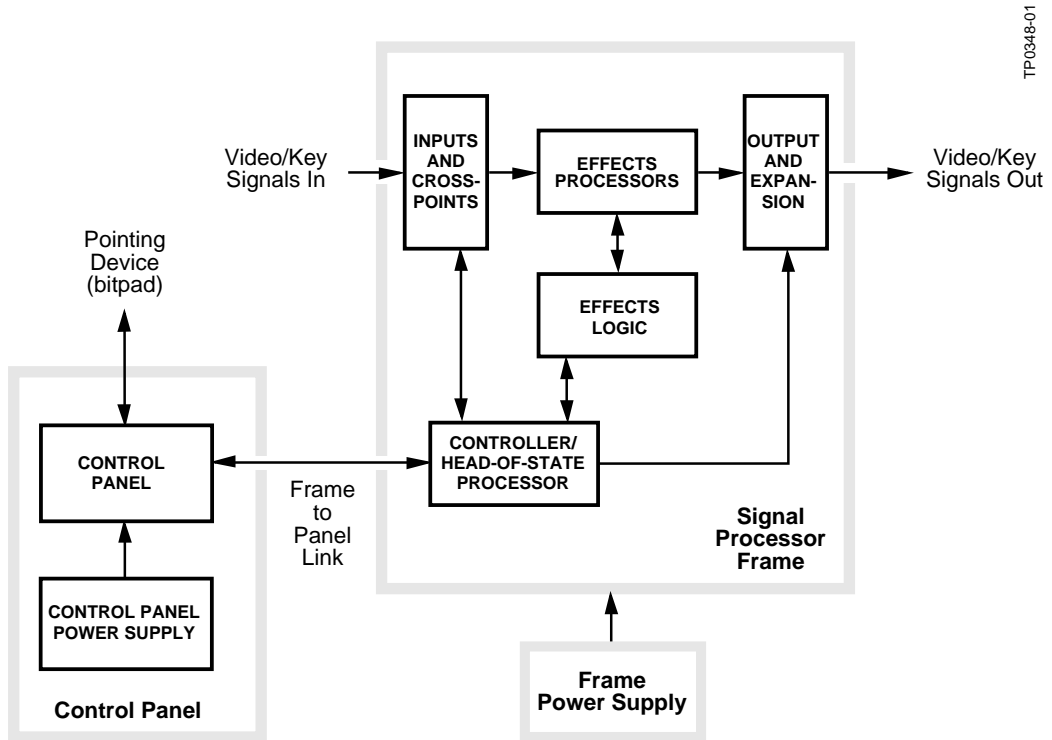 TP0348-01
Video/Key
Signals In
INPUTS
AND
CROSS-
POINTS
EFFECTS
PROCESSORS
OUTPUT
AND
EXPAN-
SION
Video/Key
Signals Out
Pointing
Device
(bitpad)
EFFECTS
LOGIC
CONTROL
PANEL
Frame
to
Panel
Link
CONTROLLER/
HEAD-OF-STATE
PROCESSOR
Signal
Processor
Frame
CONTROL PANEL
POWER SUPPLY
Control Panel
Frame
Power Supply